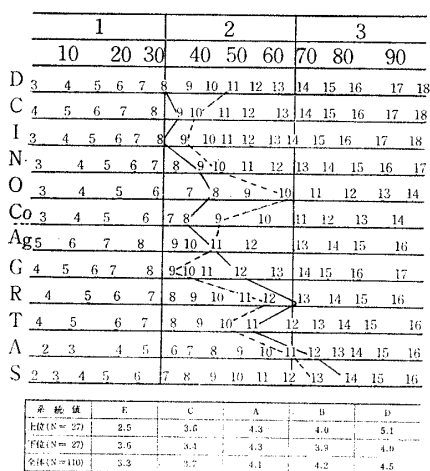 1 2 3
10 20 30 40 50 60 70 80 90
D 3 4 5 6 7 8 9 10 11 12 13 14 15 16 17 18
C 4 5 6 7 8 9 10 11 12 13 14 15 16 17 18
I 3 4 5 6 7 8 9 10 11 12 13 14 15 16 17 18
N 3 4 5 6 7 8 9 10 11 12 13 14 15 16 17
O 3 4 5 6 7 8 9 10 11 12 13 14
Co 3 4 5 6 7 8 9 10 11 12 13 14
Ag 5 6 7 8 9 10 11 12 13 14 15 16
G 4 5 6 7 8 9 10 11 12 13 14 15 16 17
R 4 5 6 7 8 9 10 11 12 13 14 15 16
T 4 5 6 7 8 9 10 11 12 13 14 15 16
A 2 3 4 5 6 7 8 9 10 11 12 13 14 15 16
S 2 3 4 5 6 7 8 9 10 11 12 13 14 15 16
系統値 E C A B D
上位(N=27) 2.5 3.6 4.3 4.0 5.1
下位(N=27) 3.6 3.4 4.3 3.9 4.0
全体(N=110) 3.3 3.7 4.1 4.2 4.5